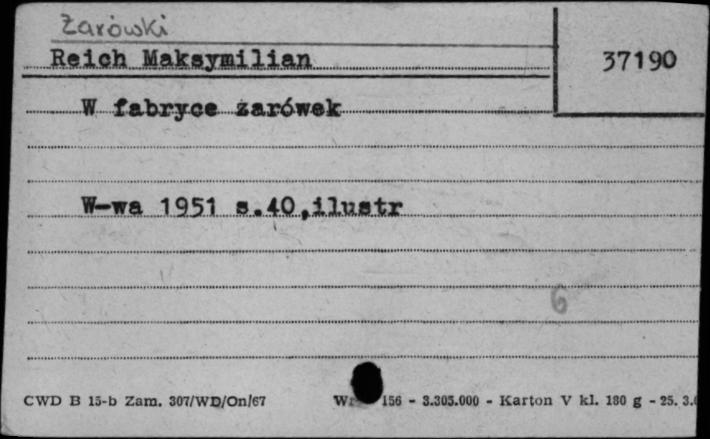 Żarówki
Reich Maksymilian
37190
W fabryce żarówek
W-wa 1951 s.40,ilustr
6
CWD B 15-b Zam. 307/WD/On/67
156 - 3.305.000 - Karton V kl. 180 g - 25. 3.